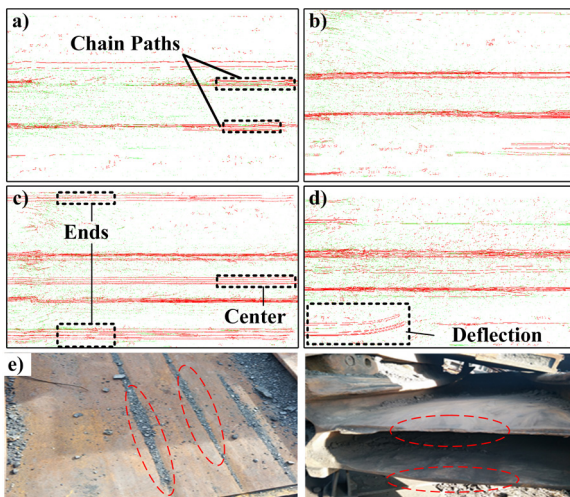 a)
Chain Paths
b)
c)
Ends
Center
d)
Deflection
e)